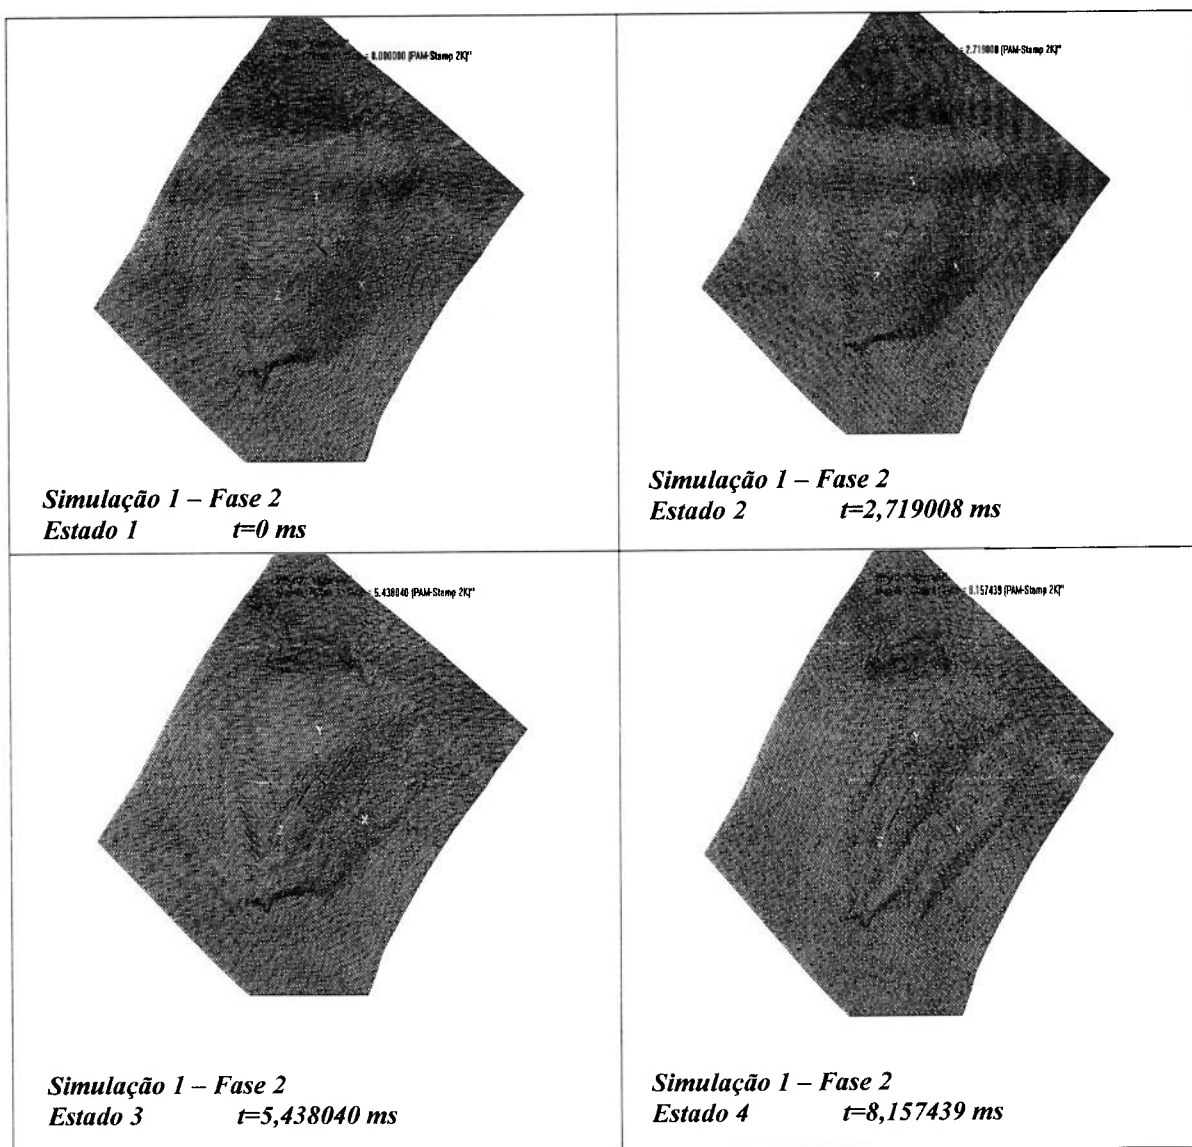 = 0.000000 (PAM-Stamp 2K)"
Simulação 1 – Fase 2
Estado 1 t=0 ms
= 2.719008 (PAM-Stamp 2K)"
Simulação 1 – Fase 2
Estado 2 t=2,719008 ms
= 5.438040 (PAM-Stamp 2K)"
Y
Z
X
Simulação 1 – Fase 2
Estado 3 t=5,438040 ms
= 8.157439 (PAM-Stamp 2K)"
Y
Simulação 1 – Fase 2
Estado 4 t=8,157439 ms